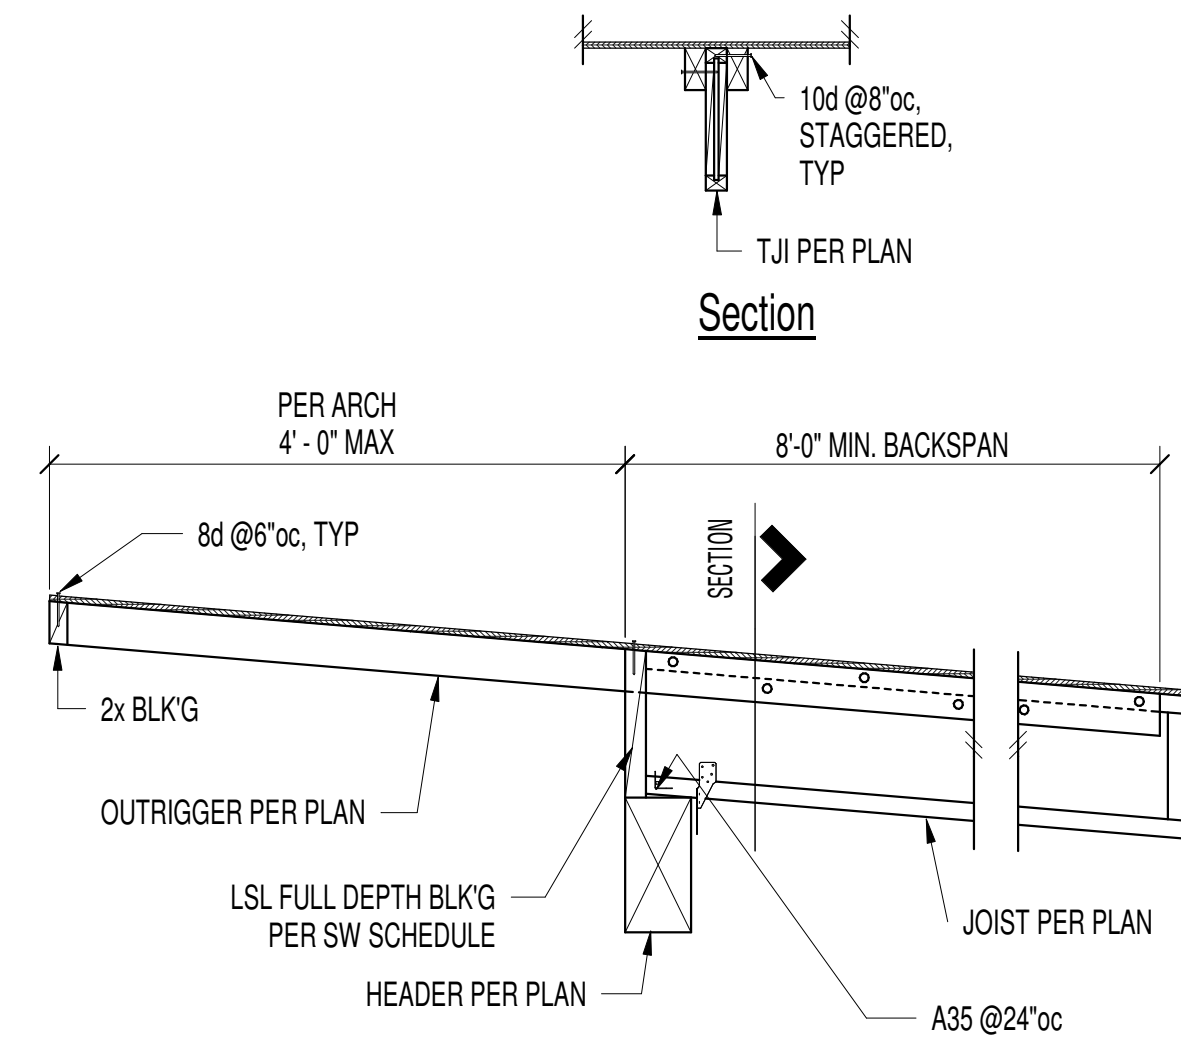 10d @8"oc,
STAGGERED,
TYP
TJI PER PLAN
Section
PER ARCH
4' - 0" MAX
8'-0" MIN. BACKSPAN
8d @6"oc, TYP
SECTION
2x BLK'G
OUTRIGGER PER PLAN
LSL FULL DEPTH BLK'G
PER SW SCHEDULE
JOIST PER PLAN
HEADER PER PLAN
A35 @24"oc